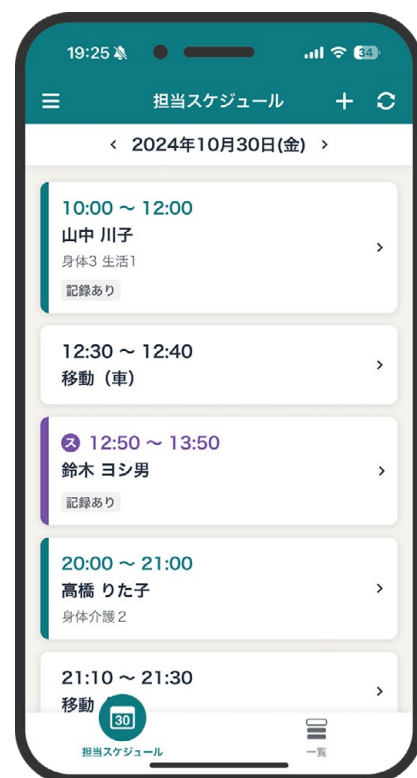 19:25
34
担当スケジュール
2024年10月30日(金)
10:00 ～ 12:00
山中 川子
身体3 生活1
記録あり
12:30 ～ 12:40
移動（車）
ス 12:50 ～ 13:50
鈴木 ヨシ男
記録あり
20:00 ～ 21:00
高橋 りた子
身体介護2
21:10 ～ 21:30
移動
30
担当スケジュール
一覧